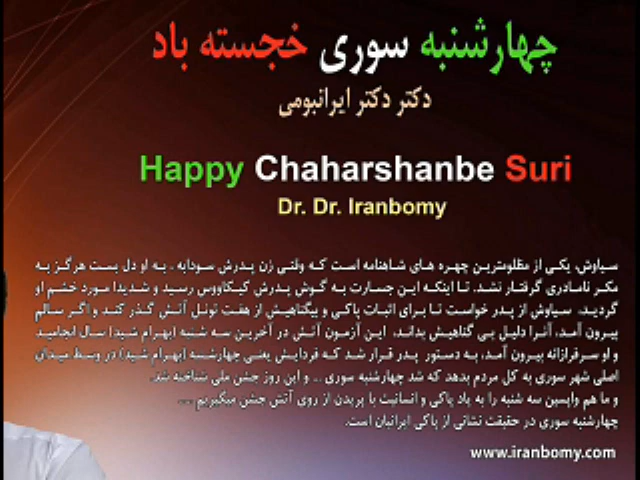 چهارشنبه سوری خجسته باد
دکتر دکتر ایرانبومی
Happy Chaharshanbe Suri
Dr. Dr. Iranbomy
سیاوش، یکی از مظلومترین چهره های شاهنامه است که وقتی زن پدرش سودابه ، به او دل بست هرگز به
مکر نامادری گرفتار نشد. تا اینکه این جسارت به گوش پدرش کیکاووس رسید و شدیدا مورد خشم او
گردید. سیاوش از پدر خواست تا برای اثبات پاکی و بیگناهیش از هفت تونل آتش گذر کند و اگر سالم
بیرون آمد، آنرا دلیل بی گناهیش بداند، این آزمون آتش در آخرین سه شنبه (بهرام شید) سال انجامید
و او سرفرازانه بیرون آمد، به دستور پدر قرار شد که فردایش یعنی چهارشنبه (بهرام شید) در وسط میدان
اصلی شهر سوری به کل مردم بدهد که شد چهارشنبه سوری ... و این روز جشن ملی شناخته شد.
و ما هم واپسین سه شنبه را به یاد پاکی و انسانیت با پریدن از روی آتش جشن میگیریم ....
چهارشنبه سوری در حقیقت نشانی از پاکی ایرانیان است.
www.iranbomy.com